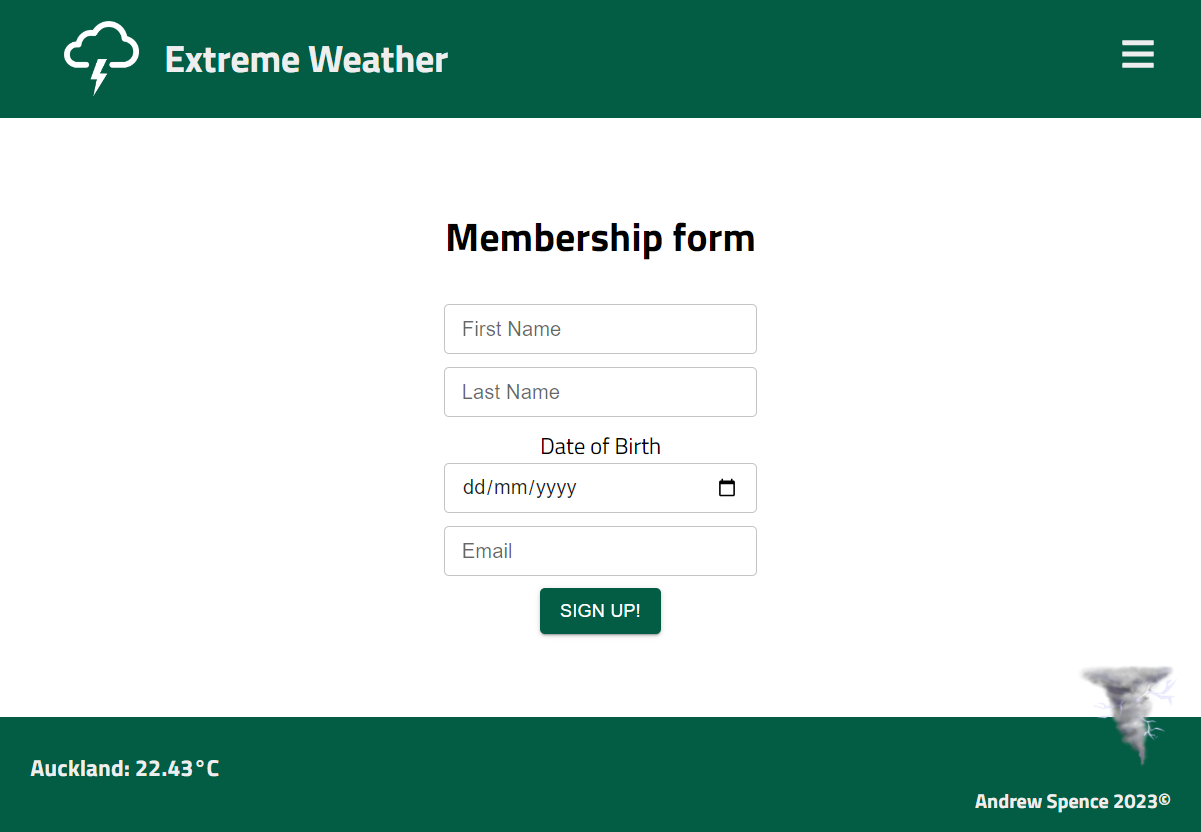 Extreme Weather
Membership form
First Name
Last Name
Date of Birth
dd/mm/yyyy
Email
SIGN UP!
Auckland: 22.43°C
Andrew Spence 2023©